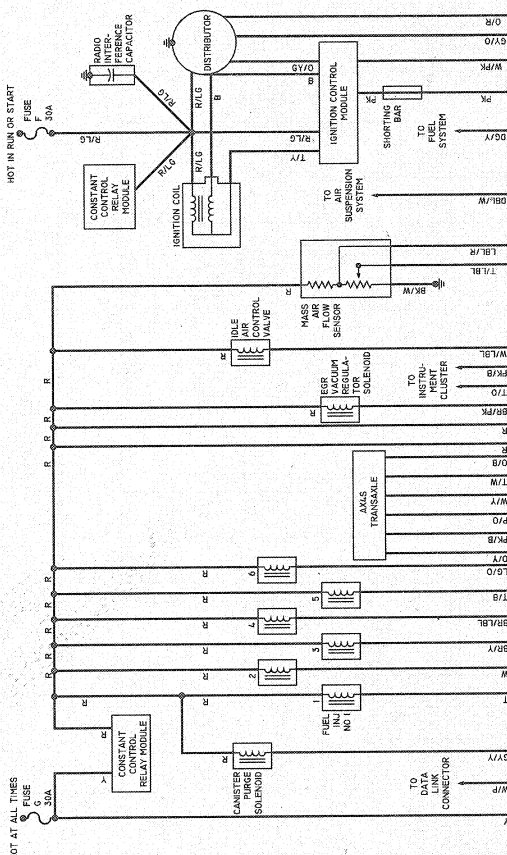 HOT AT ALL TIMES
FUSE
G
30A
Y
CONSTANT
CONTROL
RELAY MODULE
R
R
R
R
R
R
R
R
R
R
R
R
CANISTER
PURGE
SOLENOID
FUEL
INJ
NO 1
1
2
3
4
5
6
R
R
R
R
R
R
AX4S
TRANSAXLE
EGR
VACUUM
REGULA-
TOR
SOLENOID
R
IDLE
AIR
CONTROL
VALVE
R
MASS
AIR
FLOW
SENSOR
R
BK/W
HOT IN RUN OR START
FUSE
F
30A
R/LG
CONSTANT
CONTROL
RELAY
MODULE
R/LG
RADIO
INTER-
FERENCE
CAPACITOR
R/LG
IGNITION COIL
R/LG
R/LG
B
DISTRIBUTOR
T/Y
R/LG
B
GY/O
IGNITION CONTROL
MODULE
PK
SHORTING
BAR
TO
DATA
LINK
CONNECTOR
TO
INSTRU-
MENT
CLUSTER
TO
AIR
SUSPENSION
SYSTEM
TO
FUEL
SYSTEM
Y
W/P
GY/Y
T
W
BR/Y
BR/LBL
T/B
LG/O
O/Y
PK/B
P/O
W/Y
T/W
O/B
R
R
BR/PK
T/O
PK/B
W/LBL
T/LBL
LBL/R
DBL/W
DG/Y
PK
W/PK
GY/O
O/R